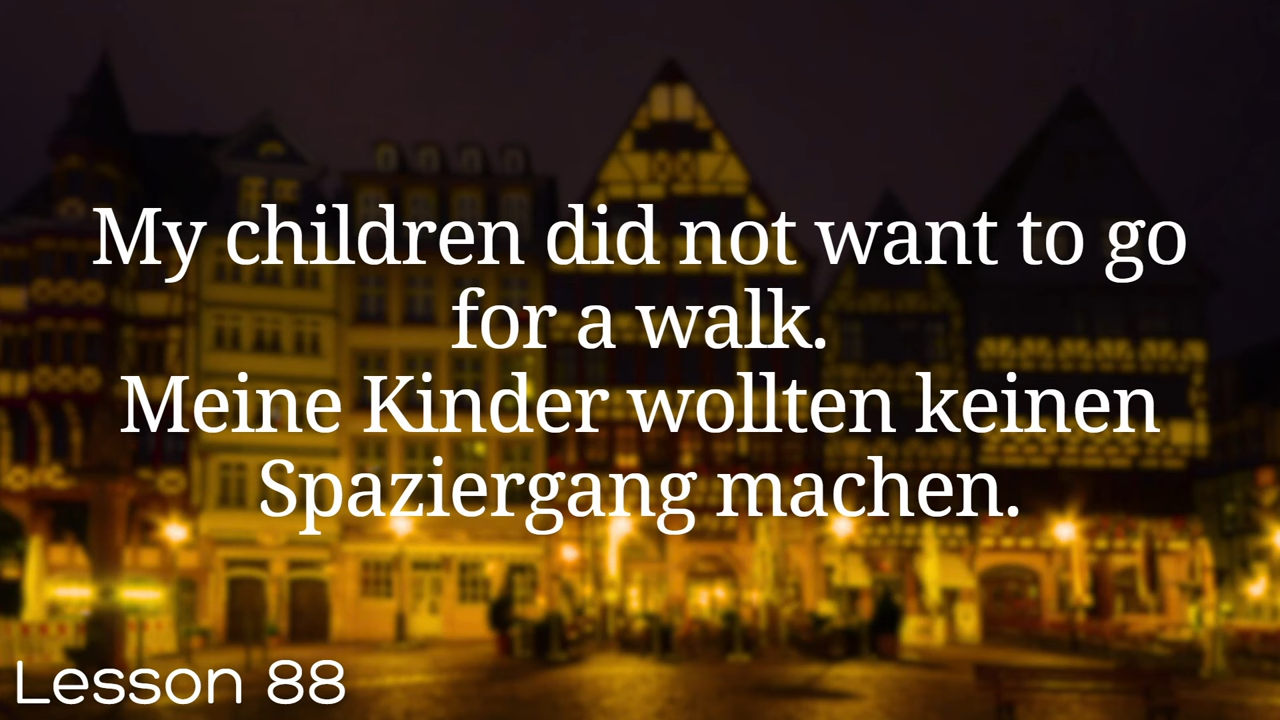 My children did not want to go
for a walk.
Meine Kinder wollten keinen
Spaziergang machen.
Lesson 88